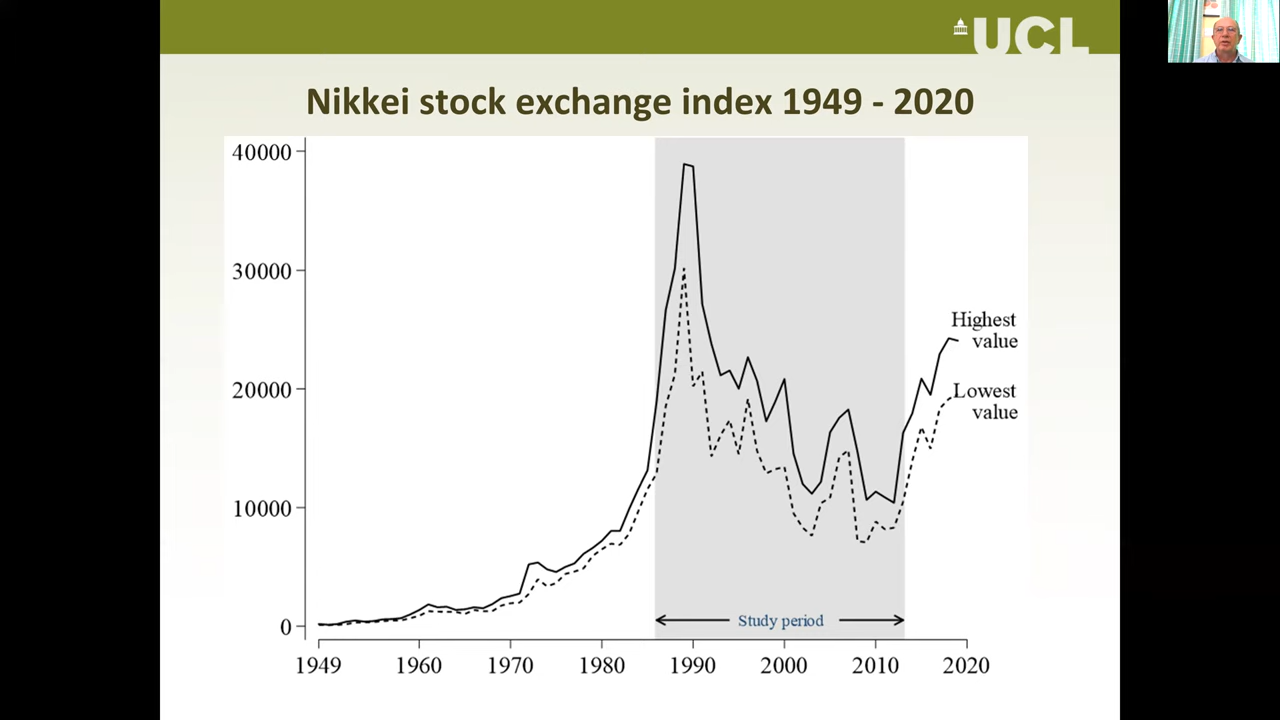 UCL
Nikkei stock exchange index 1949 - 2020
40000
30000
20000
10000
0
Highest
value
Lowest
value
Study period
1949 1960 1970 1980 1990 2000 2010 2020